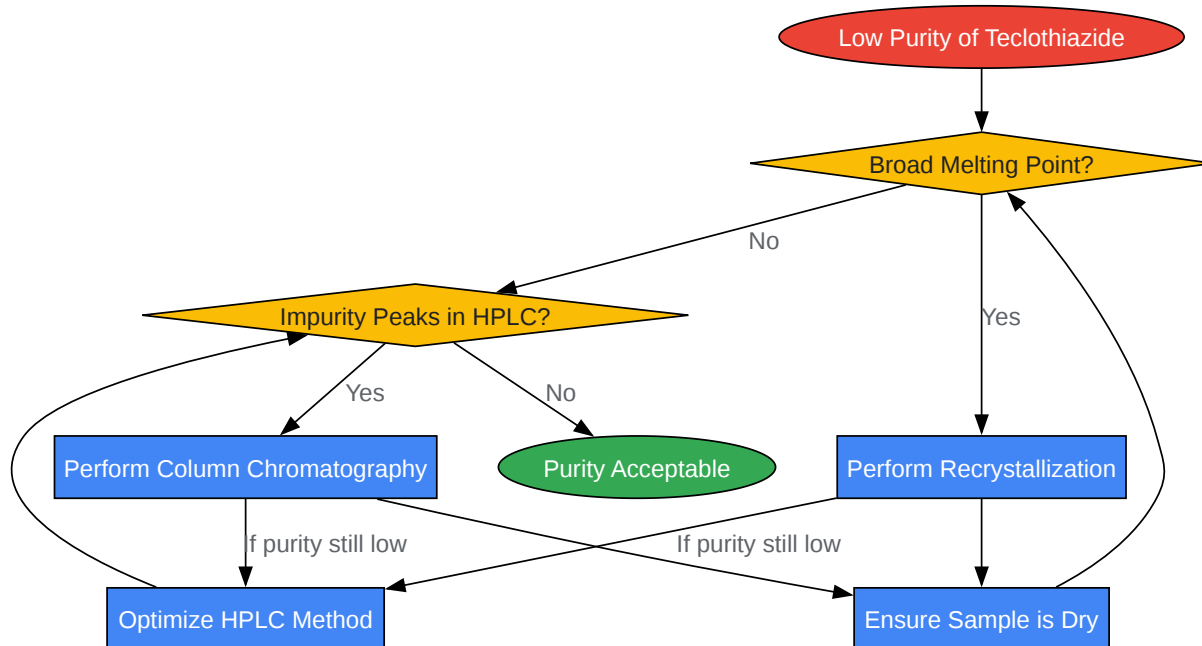 Low Purity of Teclothiazide
Broad Melting Point?
No
Impurity Peaks in HPLC?
Yes
Yes
No
Perform Column Chromatography
Purity Acceptable
Perform Recrystallization
If purity still low
If purity still low
Optimize HPLC Method
Ensure Sample is Dry